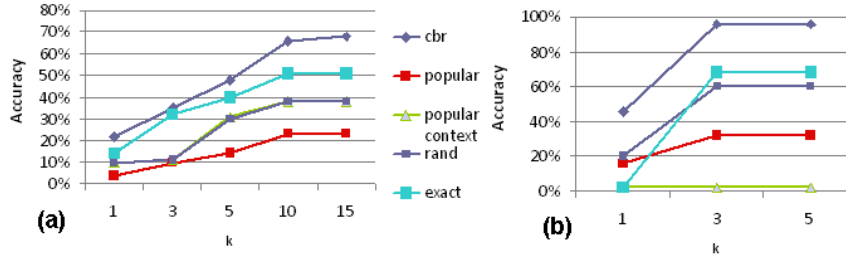 80%
70%
60%
50%
40%
30%
20%
10%
0%
Accuracy
1 3 5 10 15
k
(a)
cbr
popular
popular
context
rand
exact
100%
80%
60%
40%
20%
0%
Accuracy
1 3 5
k
(b)